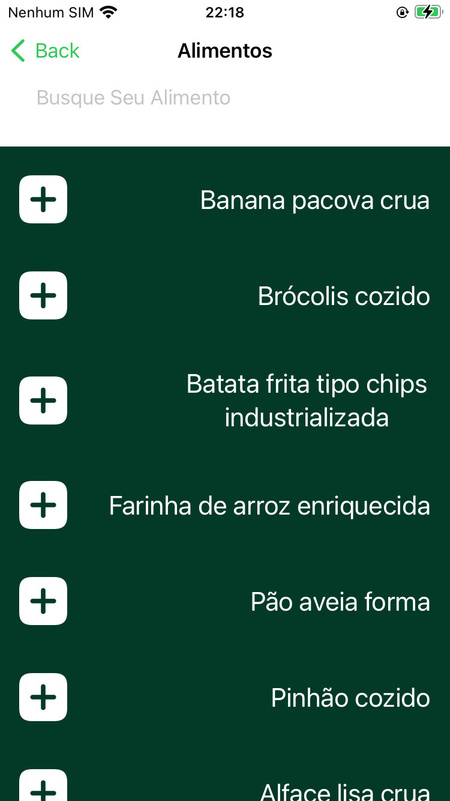 Nenhum SIM 22:18
Back Alimentos
Busque Seu Alimento
Banana pacova crua
Brócolis cozido
Batata frita tipo chips
industrializada
Farinha de arroz enriquecida
Pão aveia forma
Pinhão cozido
Alface lisa crua